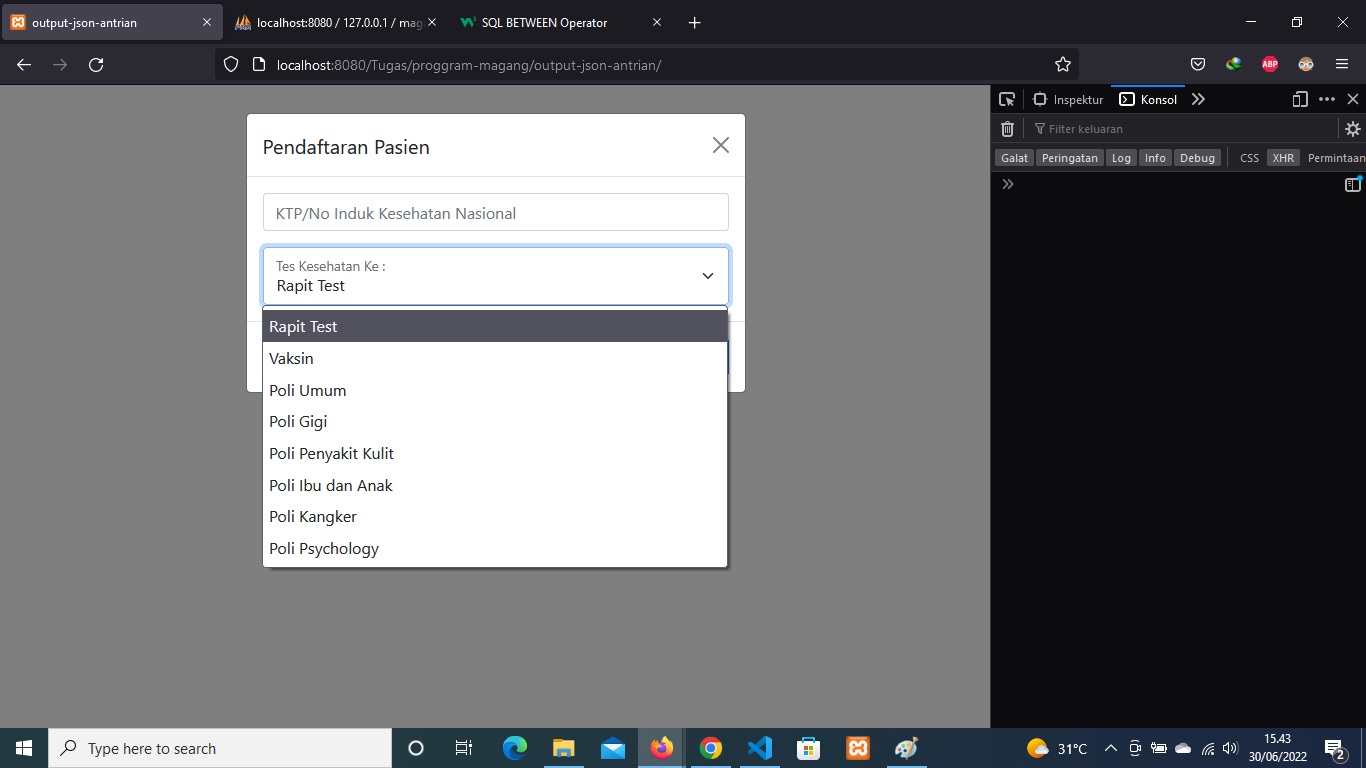 output-json-antrian
localhost:8080 / 127.0.0.1 / mag
SQL BETWEEN Operator
localhost:8080/Tugas/proggram-magang/output-json-antrian/
ABP
Inspektur
Konsol
Filter keluaran
Galat
Peringatan
Log
Info
Debug
CSS
XHR
Permintaan
Pendaftaran Pasien
KTP/No Induk Kesehatan Nasional
Tes Kesehatan Ke :
Rapit Test
Rapit Test
Vaksin
Poli Umum
Poli Gigi
Poli Penyakit Kulit
Poli Ibu dan Anak
Poli Kangker
Poli Psychology
Type here to search
31°C
15.43
30/06/2022
2